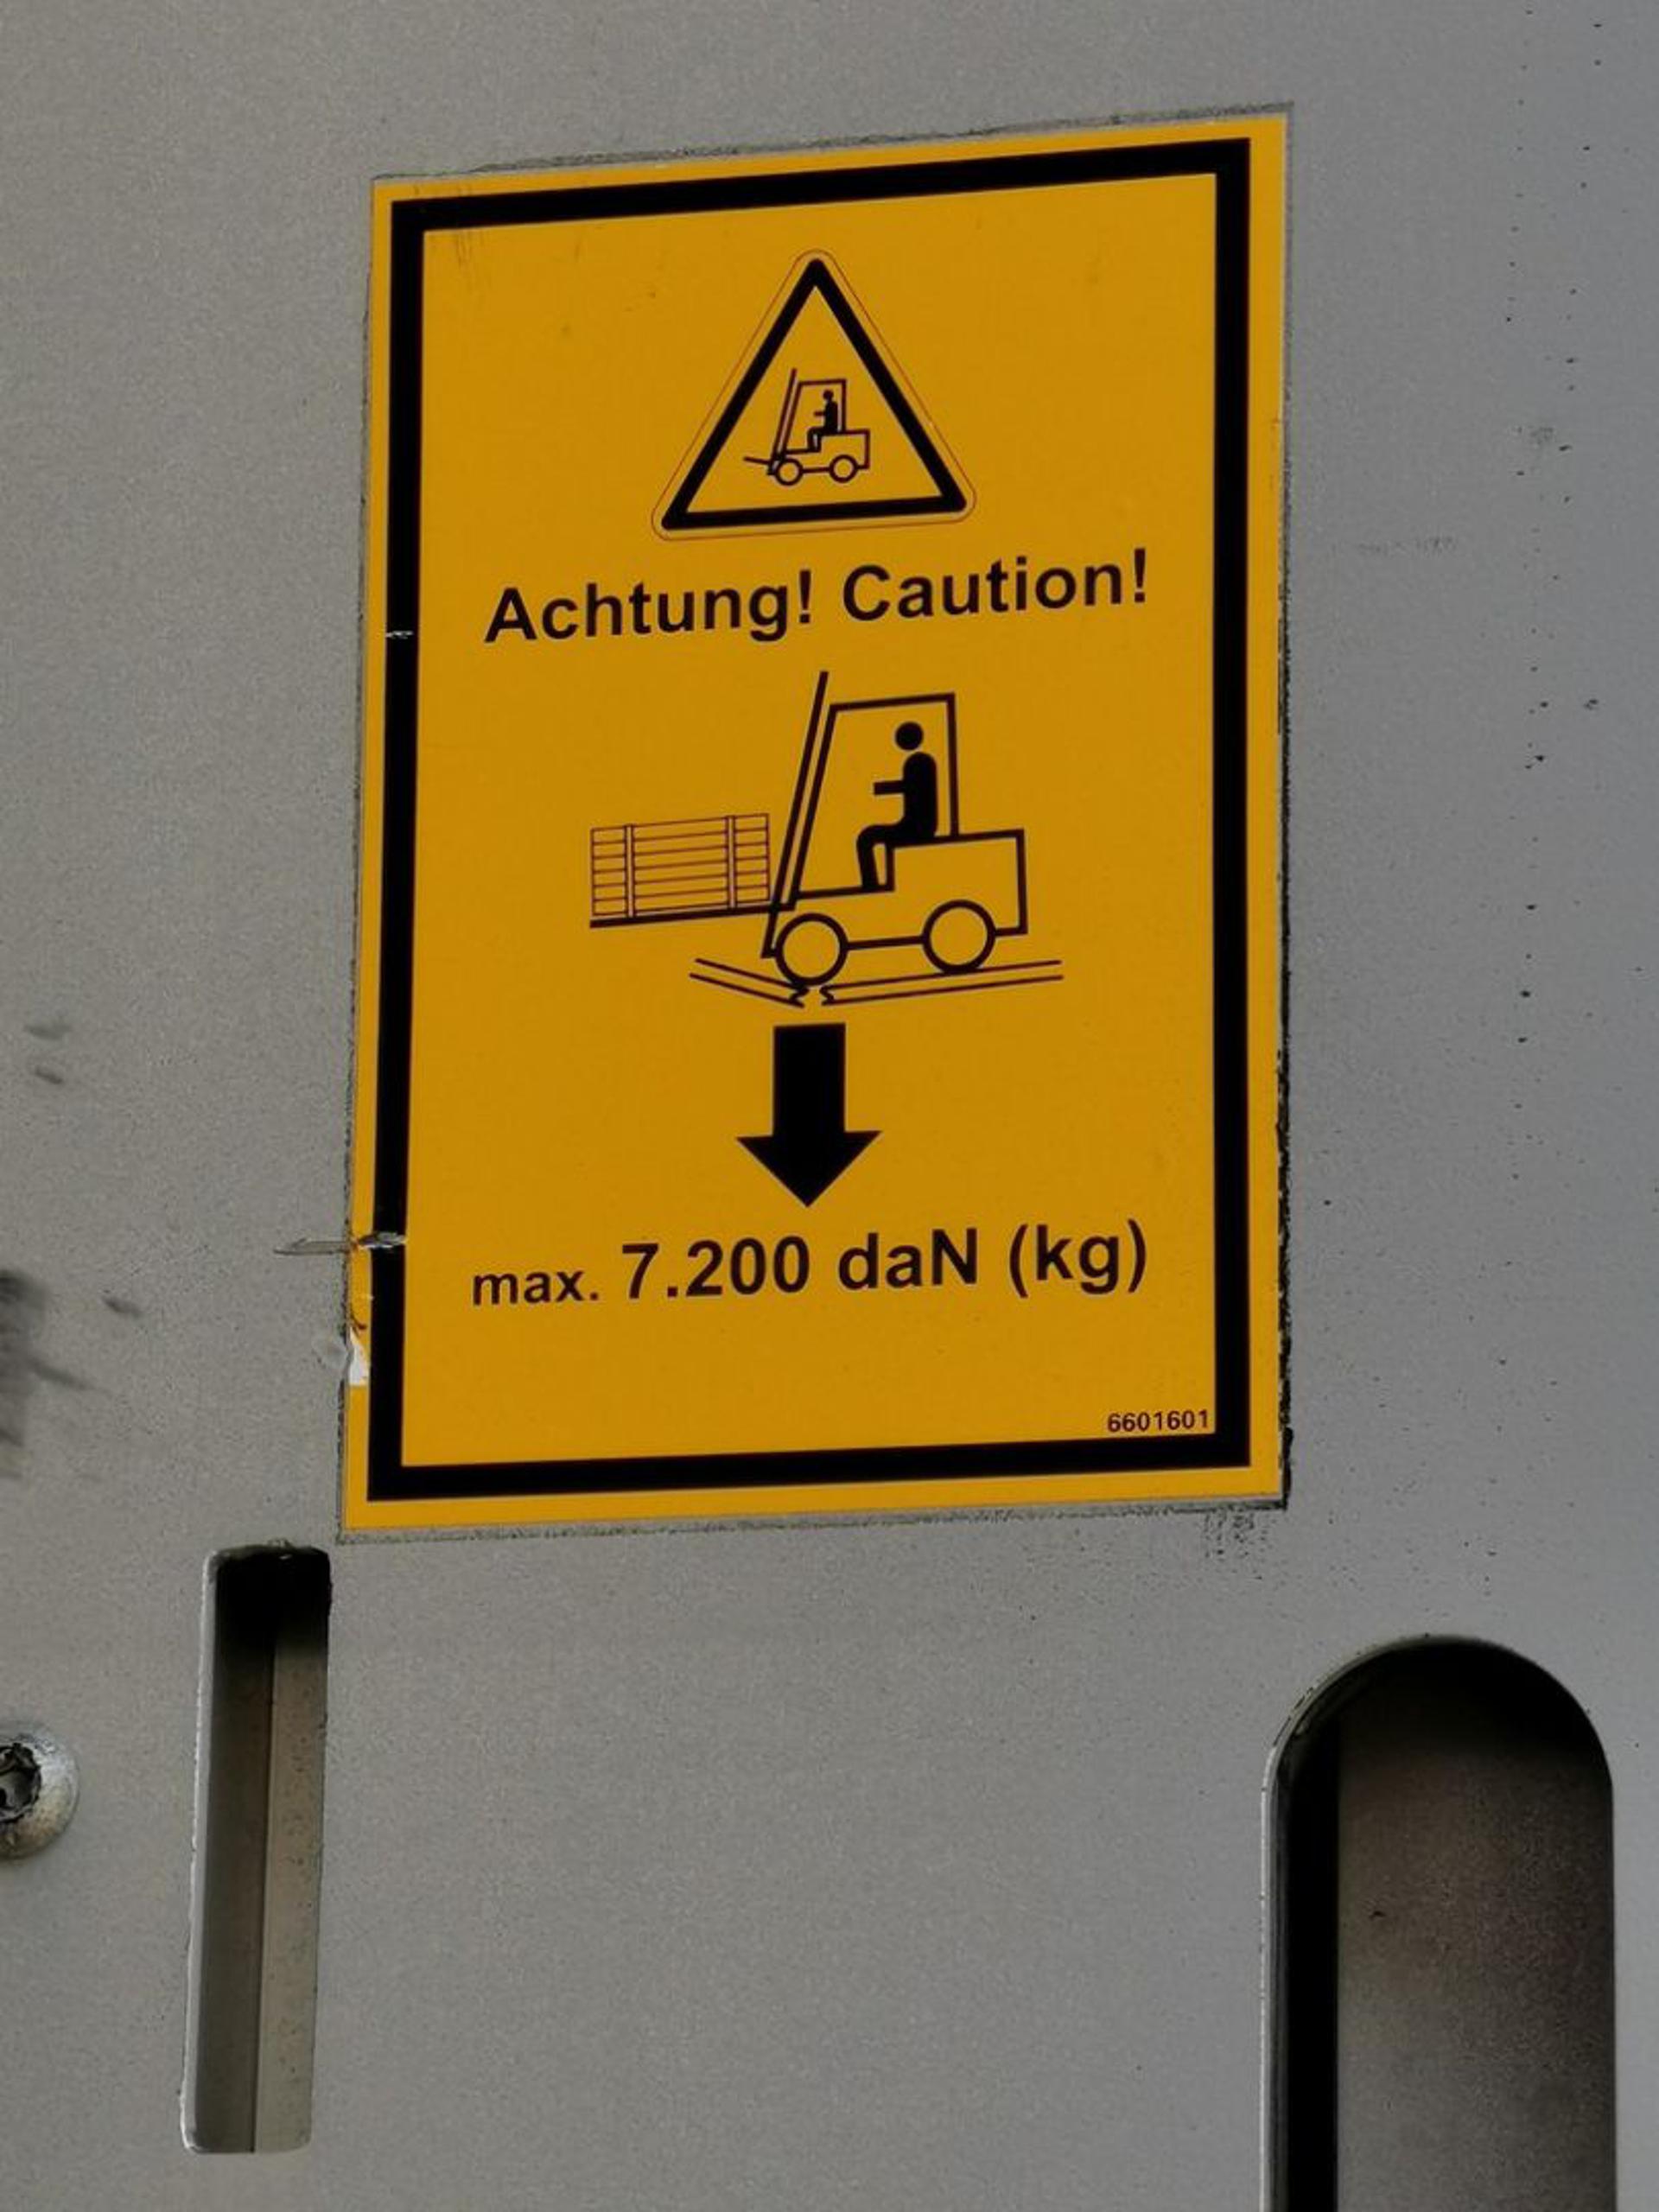 Achtung! Caution!
max. 7.200 daN (kg)
6601601